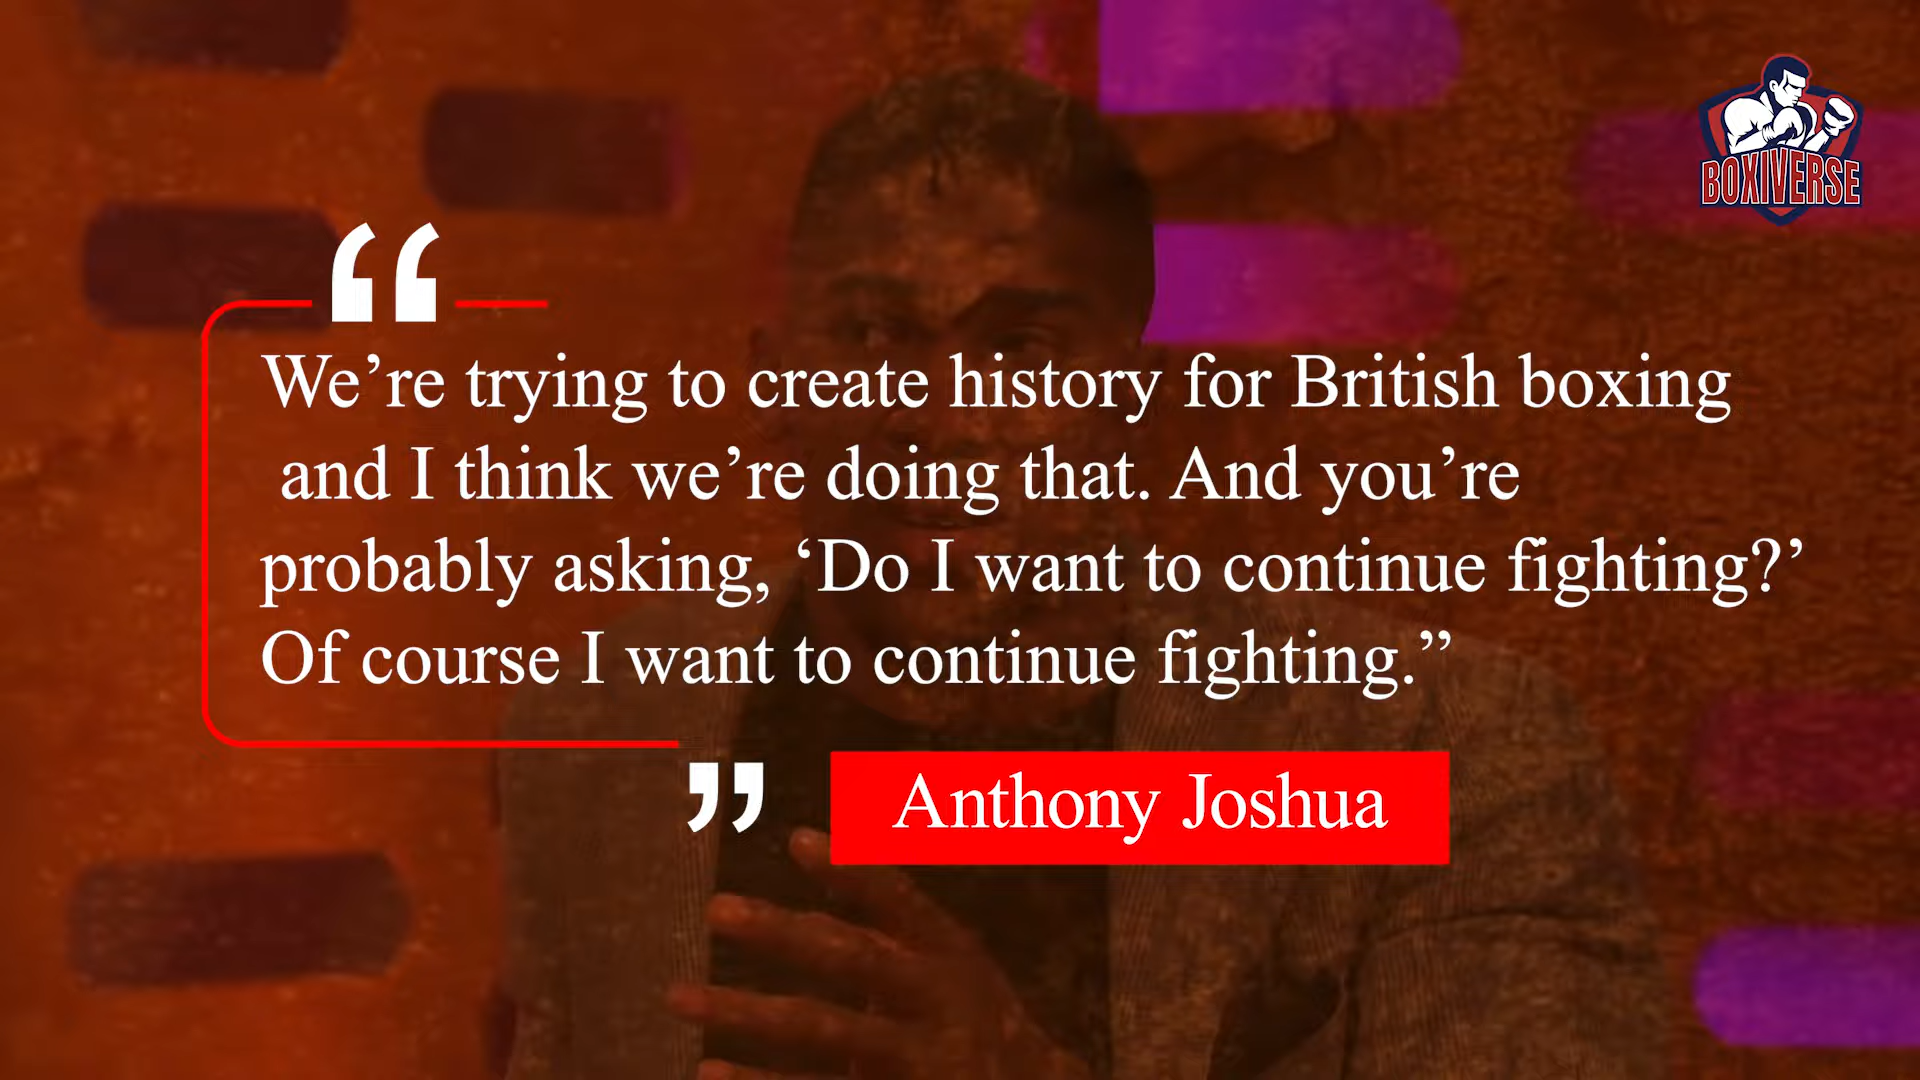 BOXIVERSE
“
We’re trying to create history for British boxing
and I think we’re doing that. And you’re
probably asking, ‘Do I want to continue fighting?’
Of course I want to continue fighting.”
”
Anthony Joshua